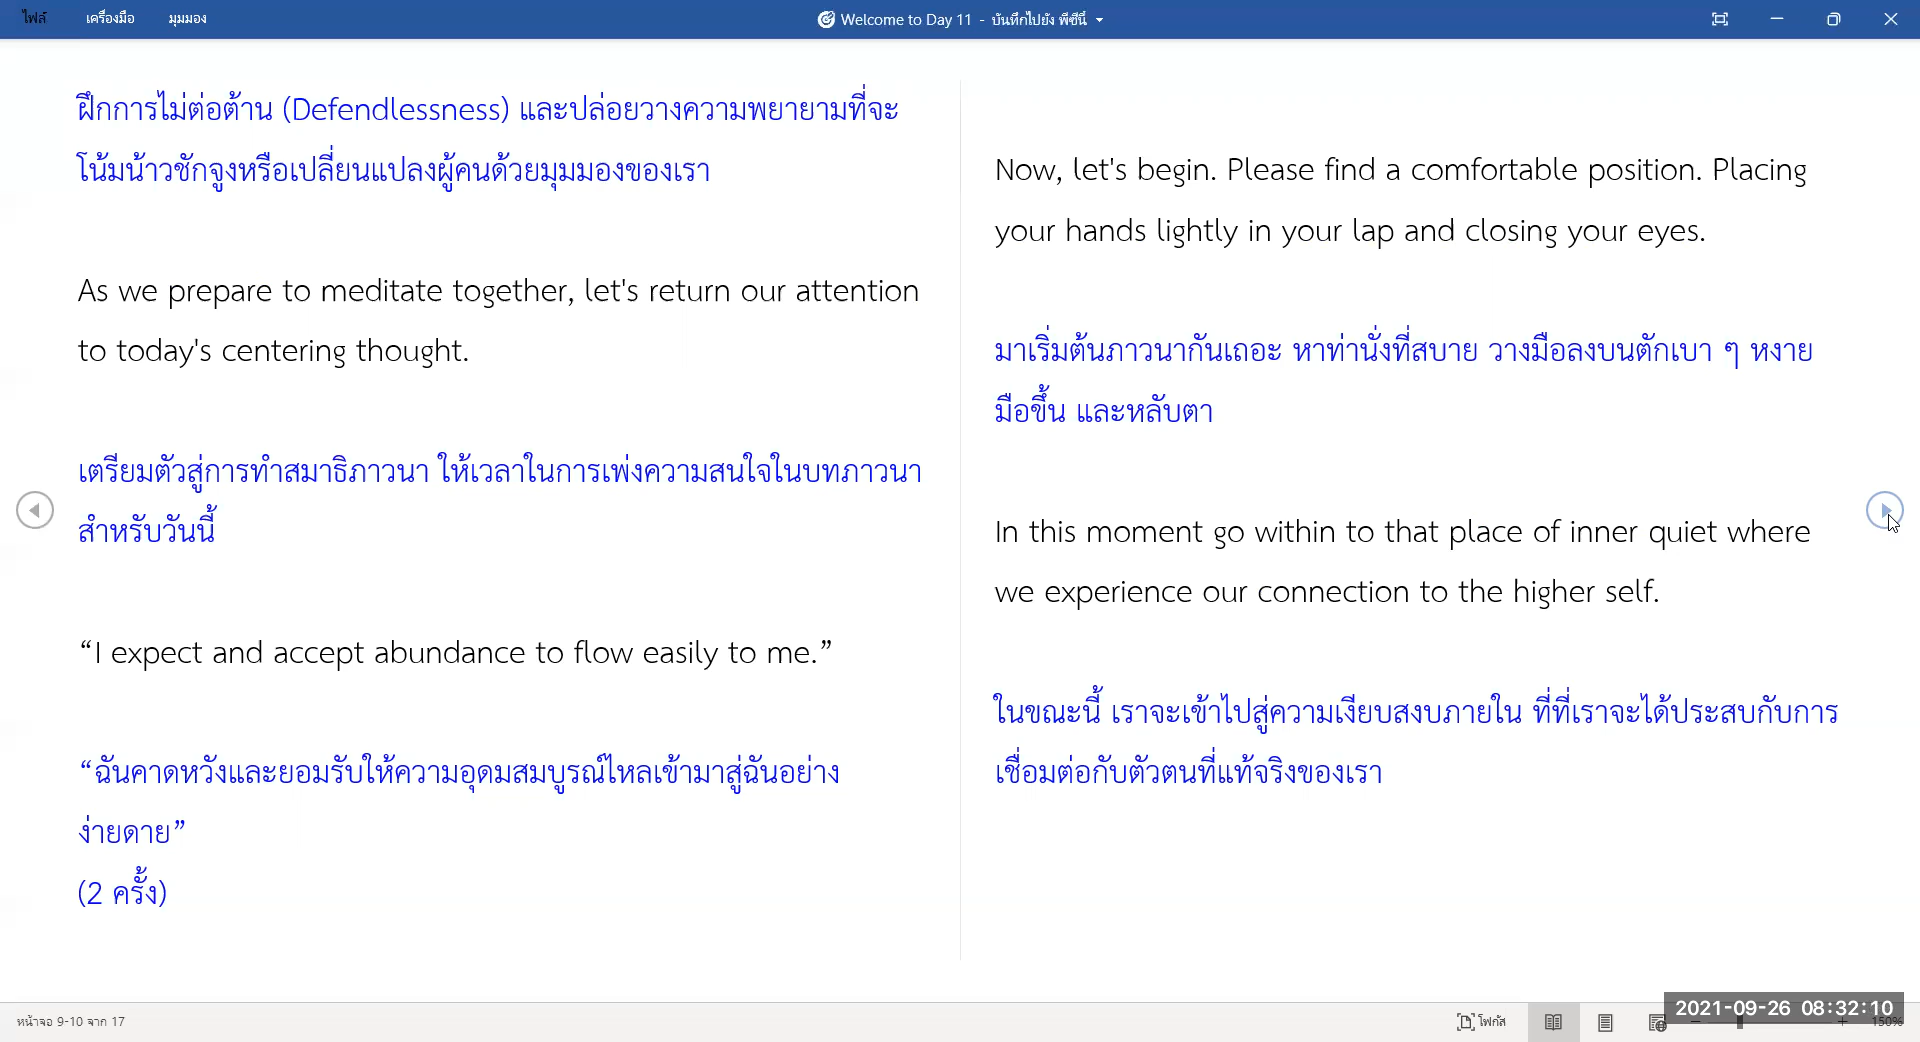 ไฟล์ เครื่องมือ มุมมอง
Welcome to Day 11 - บันทึกไปยัง พีซีนี้
ฝึกการไม่ต่อต้าน (Defendlessness) และปล่อยวางความพยายามที่จะ
โน้มน้าวชักจูงหรือเปลี่ยนแปลงผู้คนด้วยมุมมองของเรา
As we prepare to meditate together, let's return our attention
to today's centering thought.
เตรียมตัวสู่การทำสมาธิภาวนา ให้เวลาในการเพ่งความสนใจในบทภาวนา
สำหรับวันนี้
“I expect and accept abundance to flow easily to me.”
“ฉันคาดหวังและยอมรับให้ความอุดมสมบูรณ์ไหลเข้ามาสู่ฉันอย่าง
ง่ายดาย”
(2 ครั้ง)
Now, let's begin. Please find a comfortable position. Placing
your hands lightly in your lap and closing your eyes.
มาเริ่มต้นภาวนากันเถอะ หาท่านั่งที่สบาย วางมือลงบนตักเบา ๆ หงาย
มือขึ้น และหลับตา
In this moment go within to that place of inner quiet where
we experience our connection to the higher self.
ในขณะนี้ เราจะเข้าไปสู่ความเงียบสงบภายใน ที่ที่เราจะได้ประสบกับการ
เชื่อมต่อกับตัวตนที่แท้จริงของเรา
หน้าจอ 9-10 จาก 17
โฟกัส
2021-09-26 08:32:10
150%